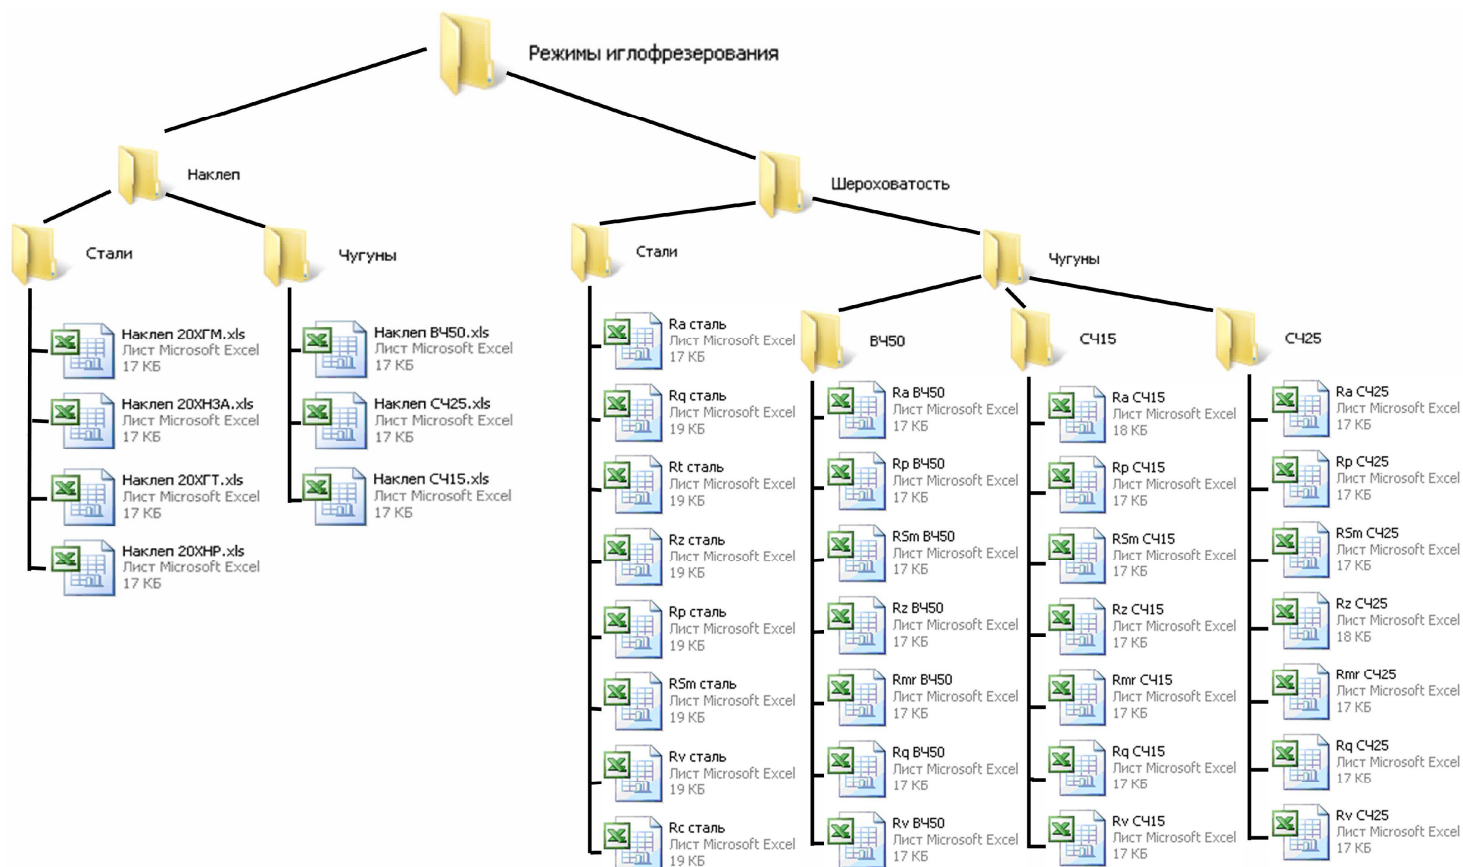 Режимы иглофрезерования
Наклеп
Шероховатость
Стали
Чугуны
Стали
Чугуны
Наклеп 20ХГМ.xls
Лист Microsoft Excel
17 КБ
Наклеп 20ХНЗА.xls
Лист Microsoft Excel
17 КБ
Наклеп 20ХГТ.xls
Лист Microsoft Excel
17 КБ
Наклеп 20ХНР.xls
Лист Microsoft Excel
17 КБ
Наклеп ВЧ50.xls
Лист Microsoft Excel
17 КБ
Наклеп СЧ25.xls
Лист Microsoft Excel
17 КБ
Наклеп СЧ15.xls
Лист Microsoft Excel
17 КБ
Ra сталь
Лист Microsoft Excel
17 КБ
Rq сталь
Лист Microsoft Excel
19 КБ
Rt сталь
Лист Microsoft Excel
19 КБ
Rz сталь
Лист Microsoft Excel
19 КБ
Rp сталь
Лист Microsoft Excel
19 КБ
RSm сталь
Лист Microsoft Excel
19 КБ
Rv сталь
Лист Microsoft Excel
19 КБ
Rc сталь
Лист Microsoft Excel
19 КБ
ВЧ50
Ra ВЧ50
Лист Microsoft Excel
17 КБ
Rp ВЧ50
Лист Microsoft Excel
17 КБ
RSm ВЧ50
Лист Microsoft Excel
17 КБ
Rz ВЧ50
Лист Microsoft Excel
17 КБ
Rmr ВЧ50
Лист Microsoft Excel
17 КБ
Rq ВЧ50
Лист Microsoft Excel
17 КБ
Rv ВЧ50
Лист Microsoft Excel
17 КБ
СЧ15
Ra СЧ15
Лист Microsoft Excel
18 КБ
Rp СЧ15
Лист Microsoft Excel
17 КБ
RSm СЧ15
Лист Microsoft Excel
17 КБ
Rz СЧ15
Лист Microsoft Excel
17 КБ
Rmr СЧ15
Лист Microsoft Excel
17 КБ
Rq СЧ15
Лист Microsoft Excel
17 КБ
Rv СЧ15
Лист Microsoft Excel
17 КБ
СЧ25
Ra СЧ25
Лист Microsoft Excel
17 КБ
Rp СЧ25
Лист Microsoft Excel
17 КБ
RSm СЧ25
Лист Microsoft Excel
17 КБ
Rz СЧ25
Лист Microsoft Excel
18 КБ
Rmr СЧ25
Лист Microsoft Excel
17 КБ
Rq СЧ25
Лист Microsoft Excel
17 КБ
Rv СЧ25
Лист Microsoft Excel
17 КБ